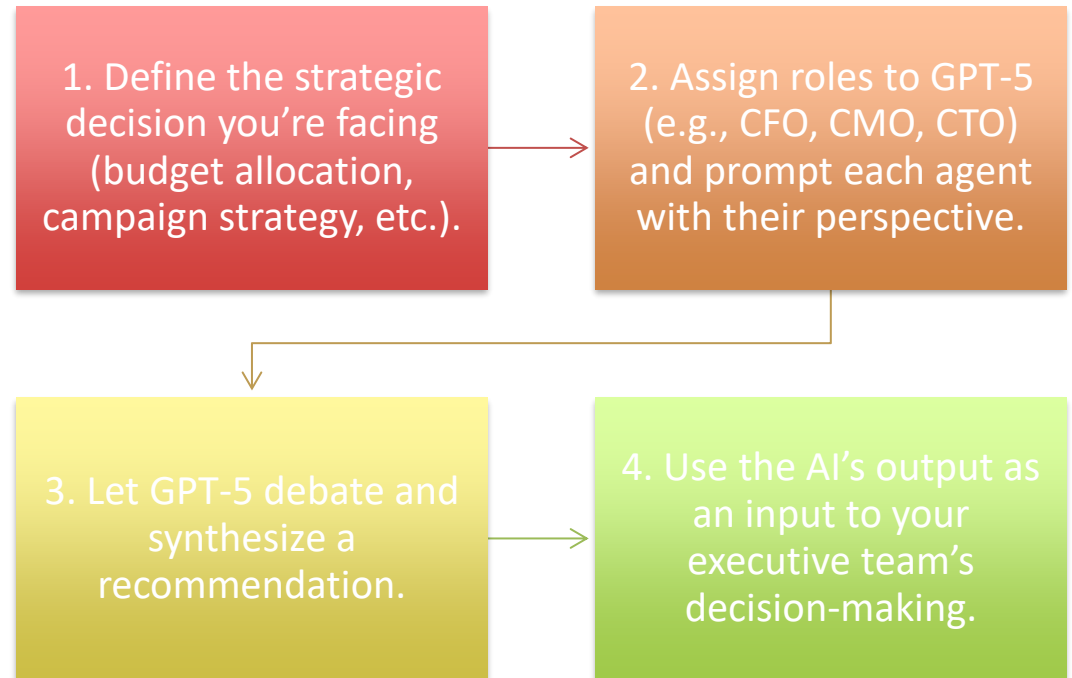 1. Define the strategic
decision you’re facing
(budget allocation,
campaign strategy, etc.).
2. Assign roles to GPT-5
(e.g., CFO, CMO, CTO)
and prompt each agent
with their perspective.
3. Let GPT-5 debate and
synthesize a
recommendation.
4. Use the AI’s output as
an input to your
executive team’s
decision-making.